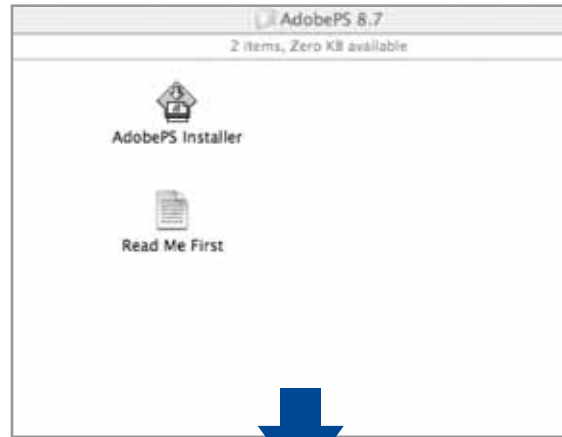 AdobePS 8.7
2 items, Zero KB available
AdobePS Installer
Read Me First